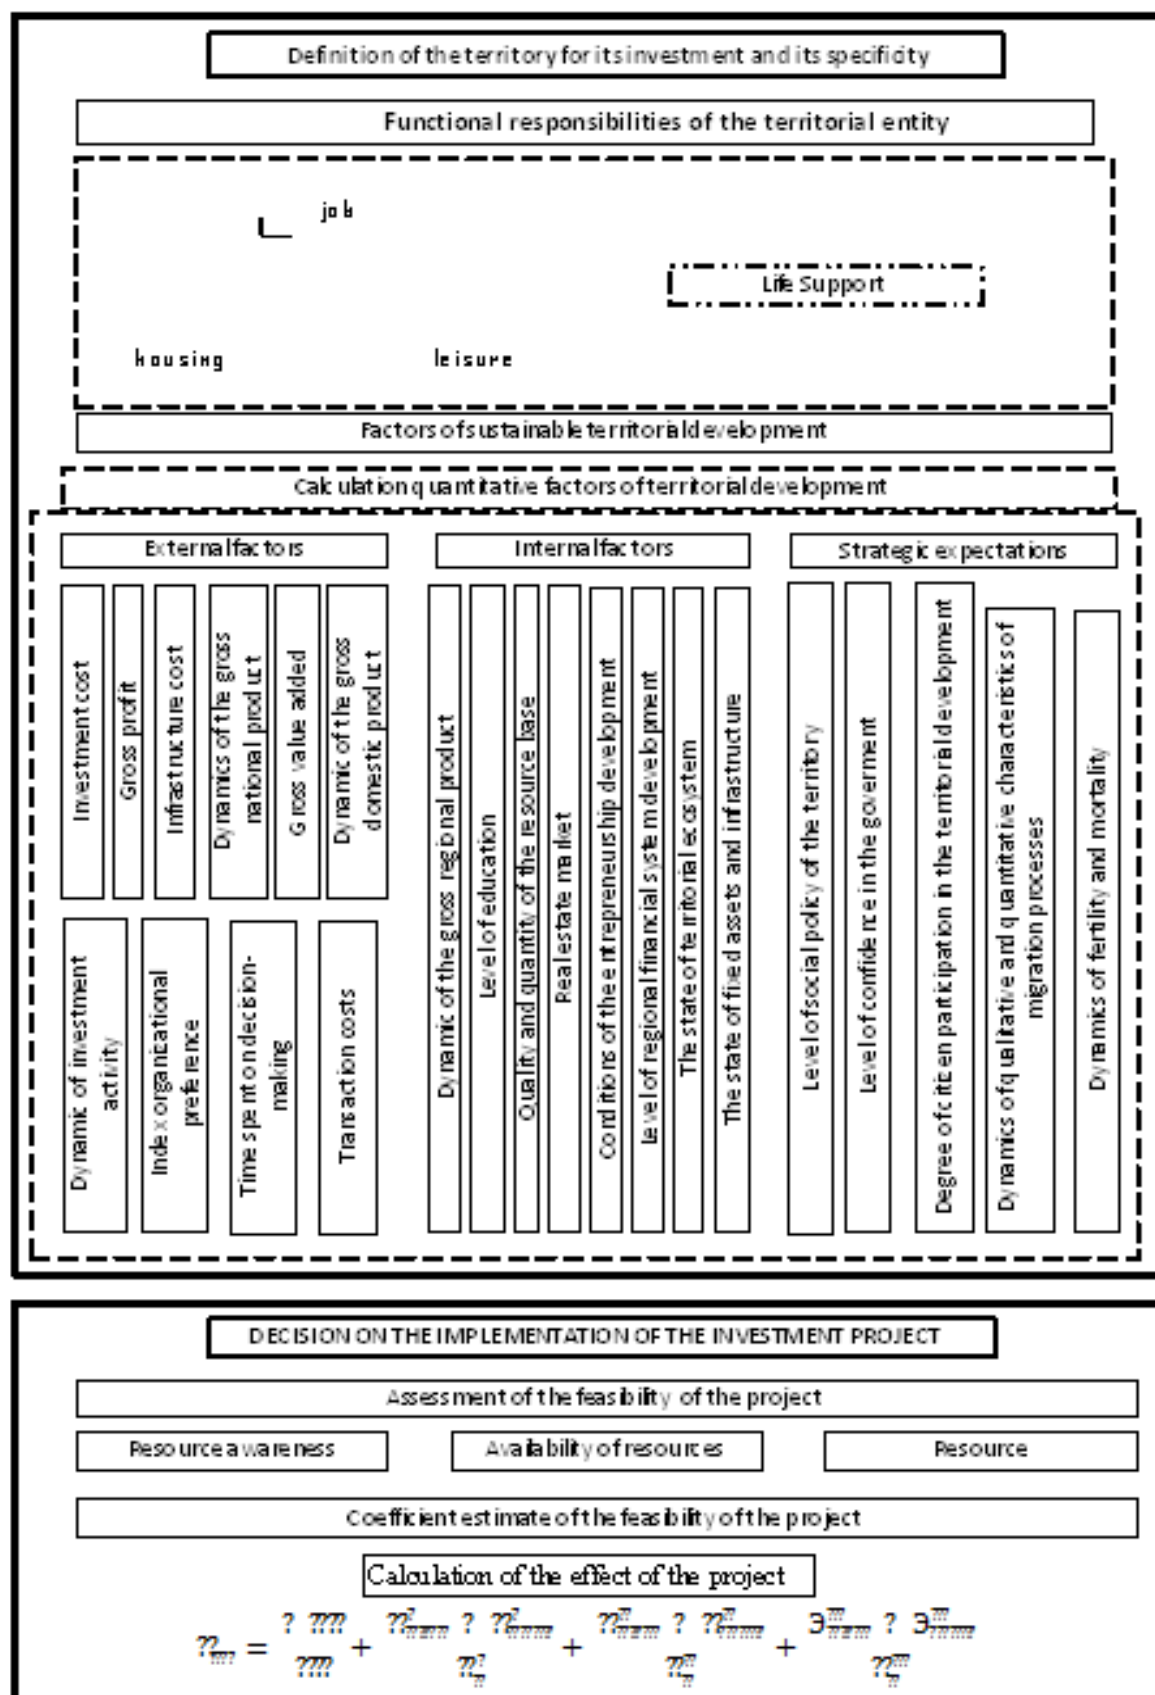 Definition of the territory for its investment and its specificity
Functional responsibilities of the territorial entity
job
Life Support
housing
leisure
Factors of sustainable territorial development
Calculation quantitative factors of territorial development
External factors
Internal factors
Strategic expectations
Investment cost
Gross profit
Infrastructure cost
Dynamics of the gross
national product
Gross value added
Dynamic of the gross
domestic product
Dynamic of investment
activity
Index organizational
preference
Time spent on decision-
making
Transaction costs
Dynamic of the gross regional product
Level of education
Quality and quantity of the resource base
Real estate market
Conditions of the entrepreneurship development
Level of regional financial system development
The state of territorial ecosystem
The state of fixed assets and infrastructure
Level of social policy of the territory
Level of confidence in the government
Degree of citizen participation in the territorial development
Dynamics of qualitative and quantitative characteristics of
migration processes
Dynamics of fertility and mortality
DECISION ON THE IMPLEMENTATION OF THE INVESTMENT PROJECT
Assessment of the feasibility of the project
Resource awareness
Availability of resources
Resource
Coefficient estimate of the feasibility of the project
Calculation of the effect of the project